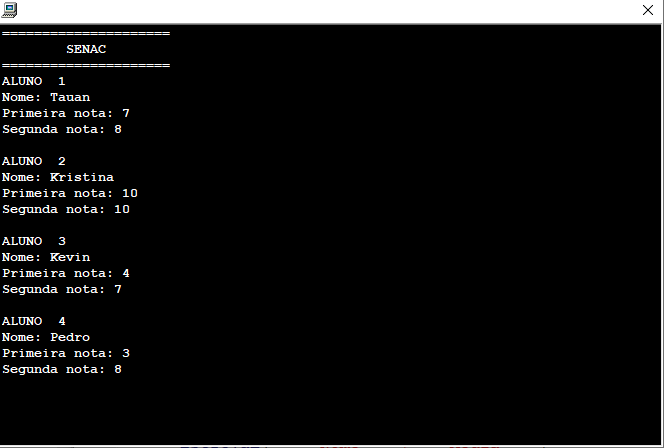 =====================
SENAC
=====================
ALUNO  1
Nome: Tauan
Primeira nota: 7
Segunda nota: 8

ALUNO  2
Nome: Kristina
Primeira nota: 10
Segunda nota: 10

ALUNO  3
Nome: Kevin
Primeira nota: 4
Segunda nota: 7

ALUNO  4
Nome: Pedro
Primeira nota: 3
Segunda nota: 8